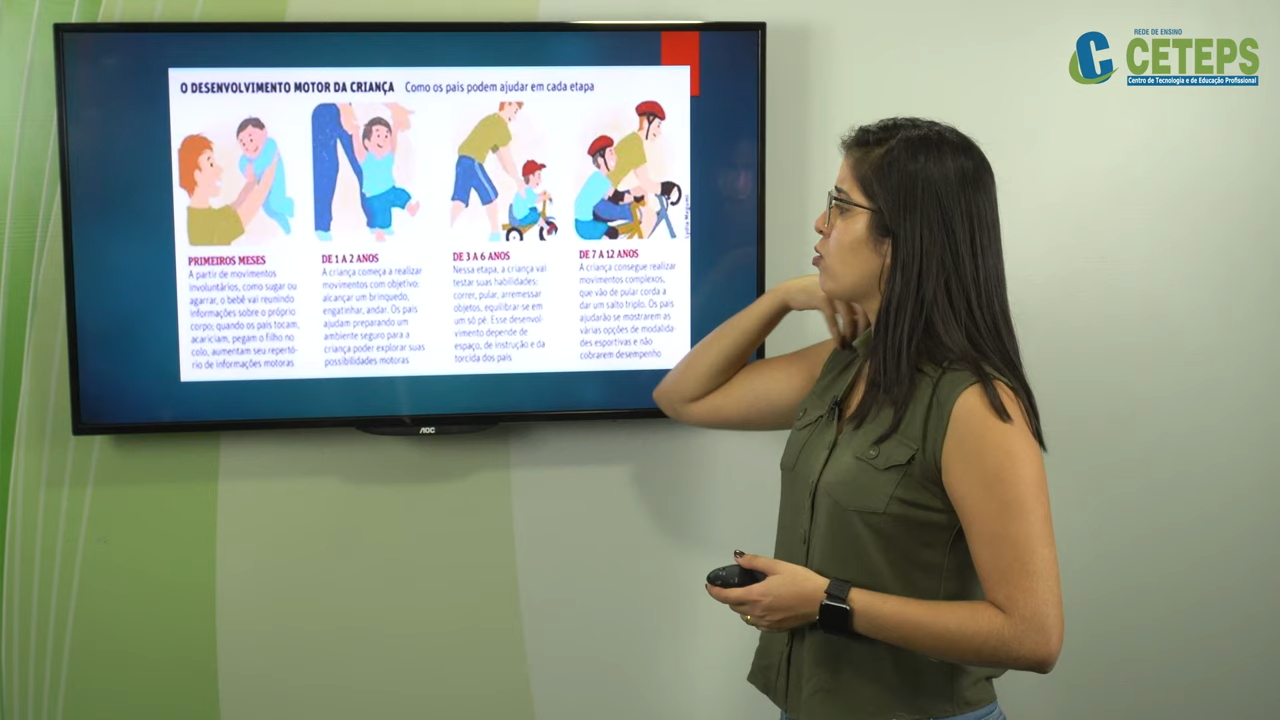 REDE DE ENSINO
CETEPS
Centro de Tecnologia e de Educação Profissional
O DESENVOLVIMENTO MOTOR DA CRIANÇA Como os pais podem ajudar em cada etapa
PRIMEIROS MESES
A partir de movimentos
involuntários, como sugar ou
agarrar, o bebê vai reunindo
informações sobre o próprio
corpo; quando os pais tocam,
acariciam, pegam o filho no
colo, aumentam seu repertó-
rio de informações motoras
DE 1 A 2 ANOS
A criança começa a realizar
movimentos com objetivo:
alcançar um brinquedo,
engatinhar, andar. Os pais
ajudam preparando um
ambiente seguro para a
criança poder explorar suas
possibilidades motoras
DE 3 A 6 ANOS
Nessa etapa, a criança vai
testar suas habilidades:
correr, pular, arremessar
objetos, equilibrar-se em
um só pé. Esse desenvol-
vimento depende de
espaço, de instrução e da
torcida dos pais
DE 7 A 12 ANOS
A criança consegue realizar
movimentos complexos,
que vão de pular corda a
dar um salto triplo. Os pais
ajudarão se mostrarem as
várias opções de modalida-
des esportivas e não
cobrarem desempenho
Lydia Megumi
AOC